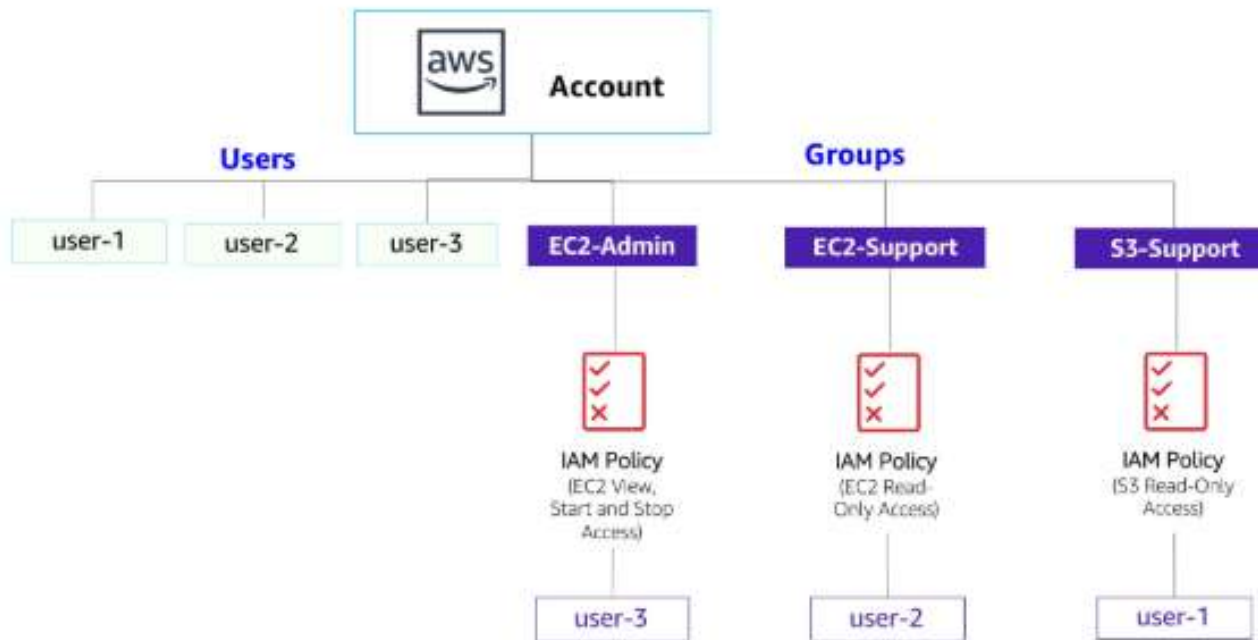 aws
Account
Users
Groups
user-1
user-2
user-3
EC2-Admin
EC2-Support
S3-Support
IAM Policy
(EC2 View,
Start and Stop
Access)
IAM Policy
(EC2 Read-
Only Access)
IAM Policy
(S3 Read-Only
Access)
user-3
user-2
user-1